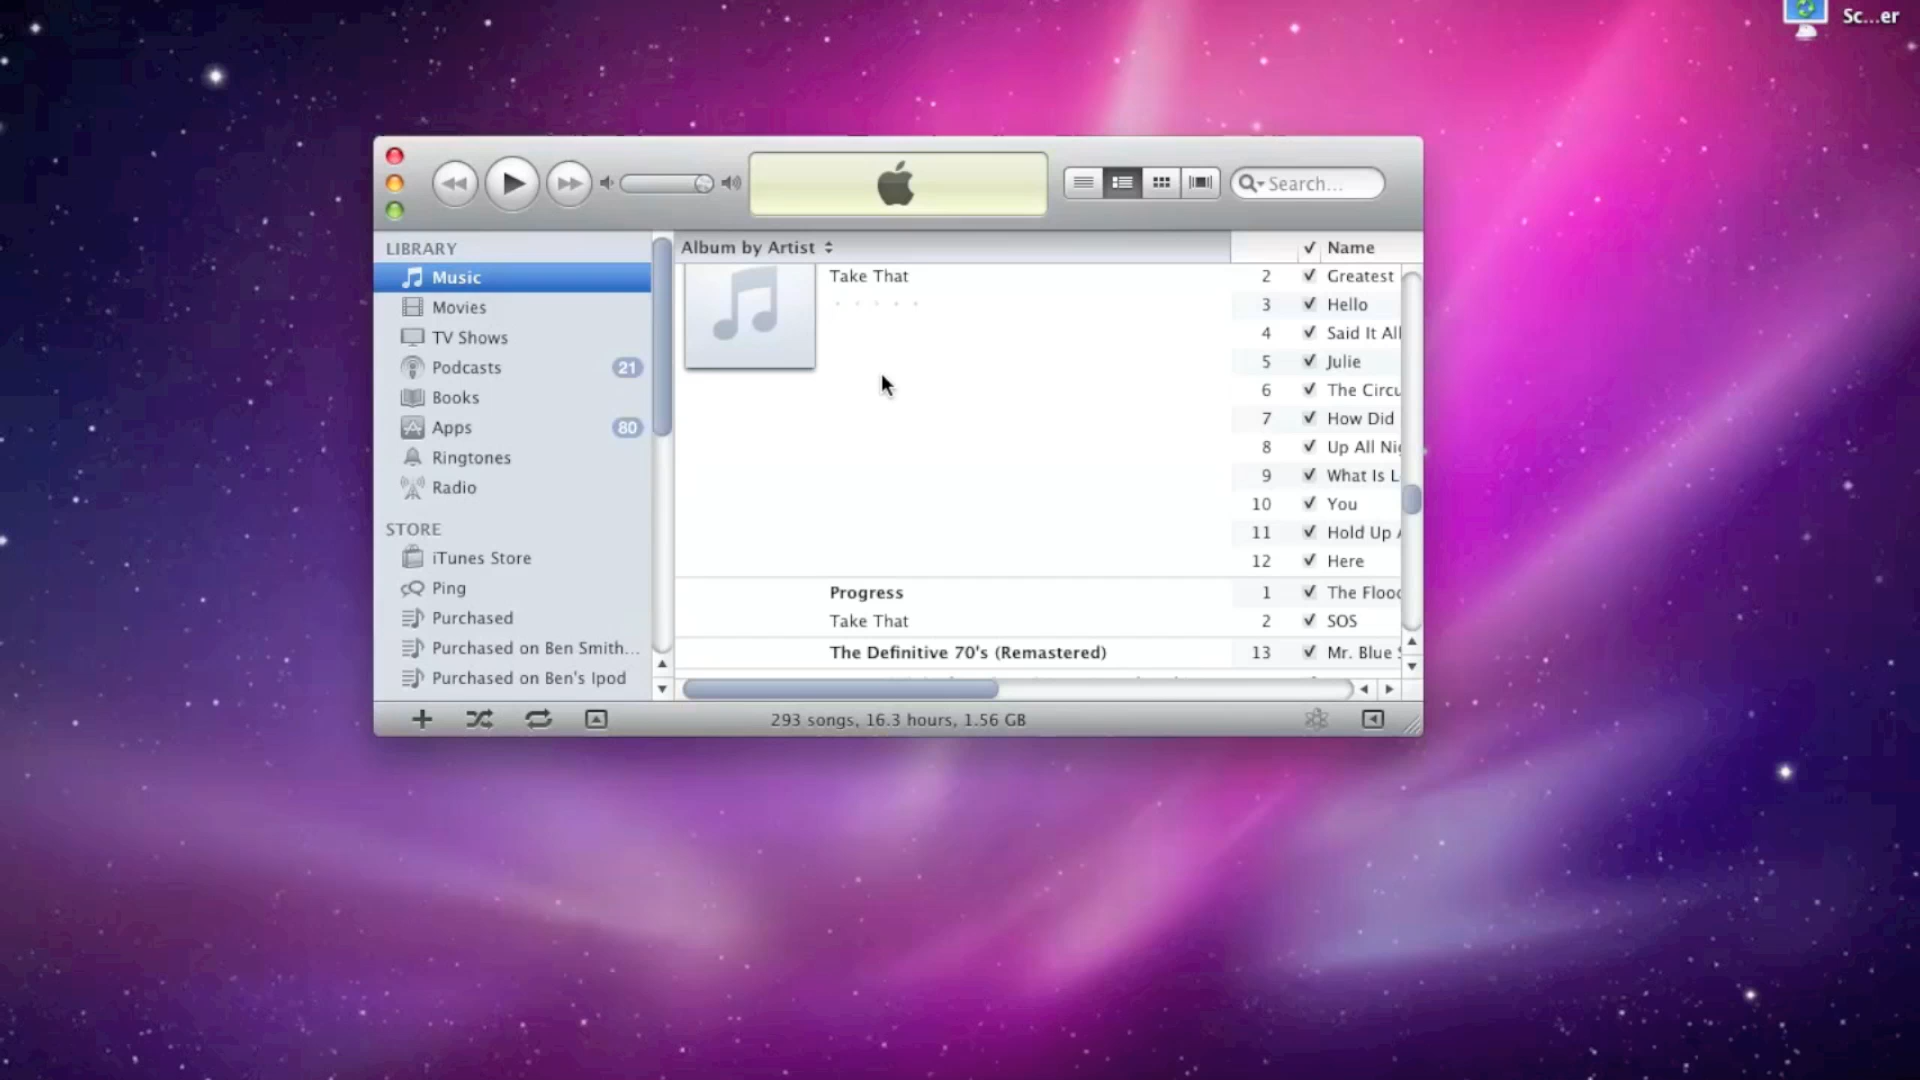 Sc...er
Search...
LIBRARY
Music
Movies
TV Shows
Podcasts 21
Books
Apps 80
Ringtones
Radio
STORE
iTunes Store
Ping
Purchased
Purchased on Ben Smith...
Purchased on Ben's Ipod
Album by Artist
✓ Name
Take That
2 ✓ Greatest
3 ✓ Hello
4 ✓ Said It All
5 ✓ Julie
6 ✓ The Circu
7 ✓ How Did
8 ✓ Up All Nig
9 ✓ What Is L
10 ✓ You
11 ✓ Hold Up A
12 ✓ Here
Progress 1 ✓ The Flood
Take That 2 ✓ SOS
The Definitive 70's (Remastered) 13 ✓ Mr. Blue S
293 songs, 16.3 hours, 1.56 GB